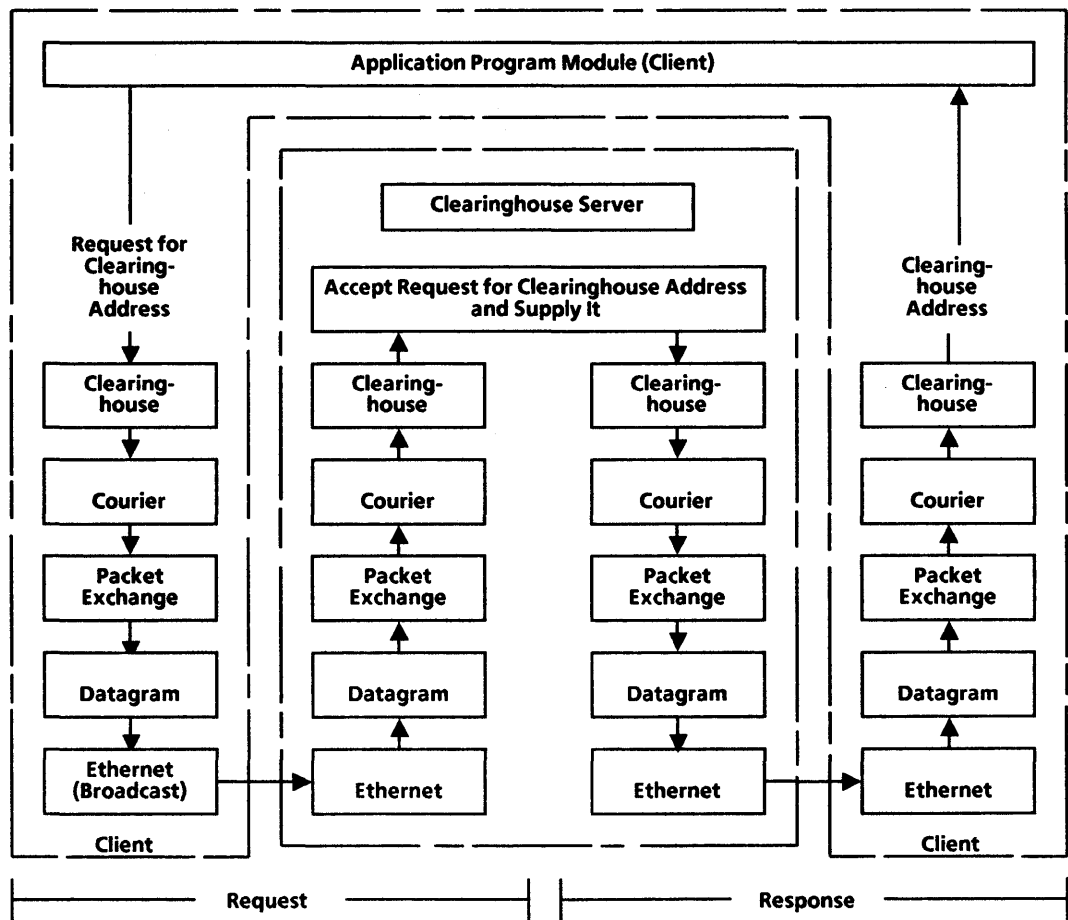 Application Program Module (Client)
Clearinghouse Server
Request for
Clearing-
house
Address
Accept Request for Clearinghouse Address
and Supply It
Clearing-
house
Address
Clearing-
house
Clearing-
house
Clearing-
house
Clearing-
house
Courier
Courier
Courier
Courier
Packet
Exchange
Packet
Exchange
Packet
Exchange
Packet
Exchange
Datagram
Datagram
Datagram
Datagram
Ethernet
(Broadcast)
Ethernet
Ethernet
Ethernet
Client
Client
Request
Response